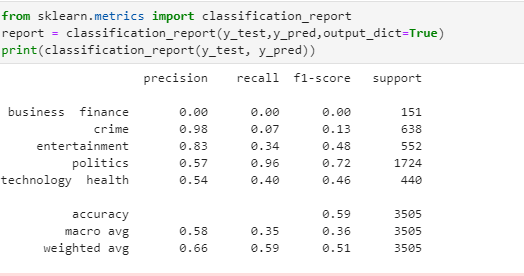 from sklearn.metrics import classification_report
report = classification_report(y_test,y_pred,output_dict=True)
print(classification_report(y_test, y_pred))
precision recall f1-score support
business finance 0.00 0.00 0.00 151
crime 0.98 0.07 0.13 638
entertainment 0.83 0.34 0.48 552
politics 0.57 0.96 0.72 1724
technology health 0.54 0.40 0.46 440
accuracy 0.59 3505
macro avg 0.58 0.35 0.36 3505
weighted avg 0.66 0.59 0.51 3505